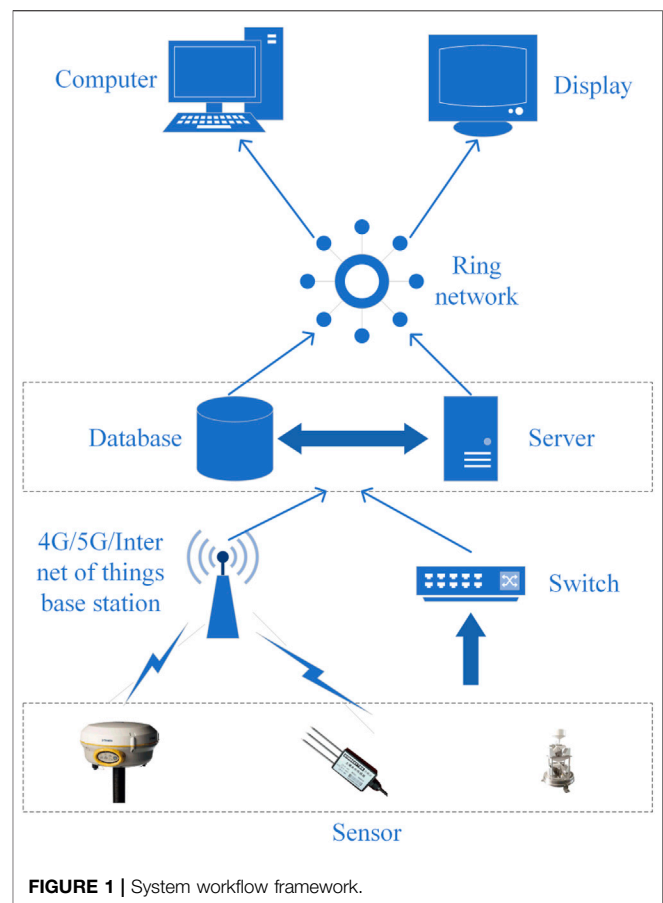 Computer
Display
Ring
network
Database
Server
4G/5G/Inter
net of things
base station
Switch
Sensor
FIGURE 1 | System workflow framework.